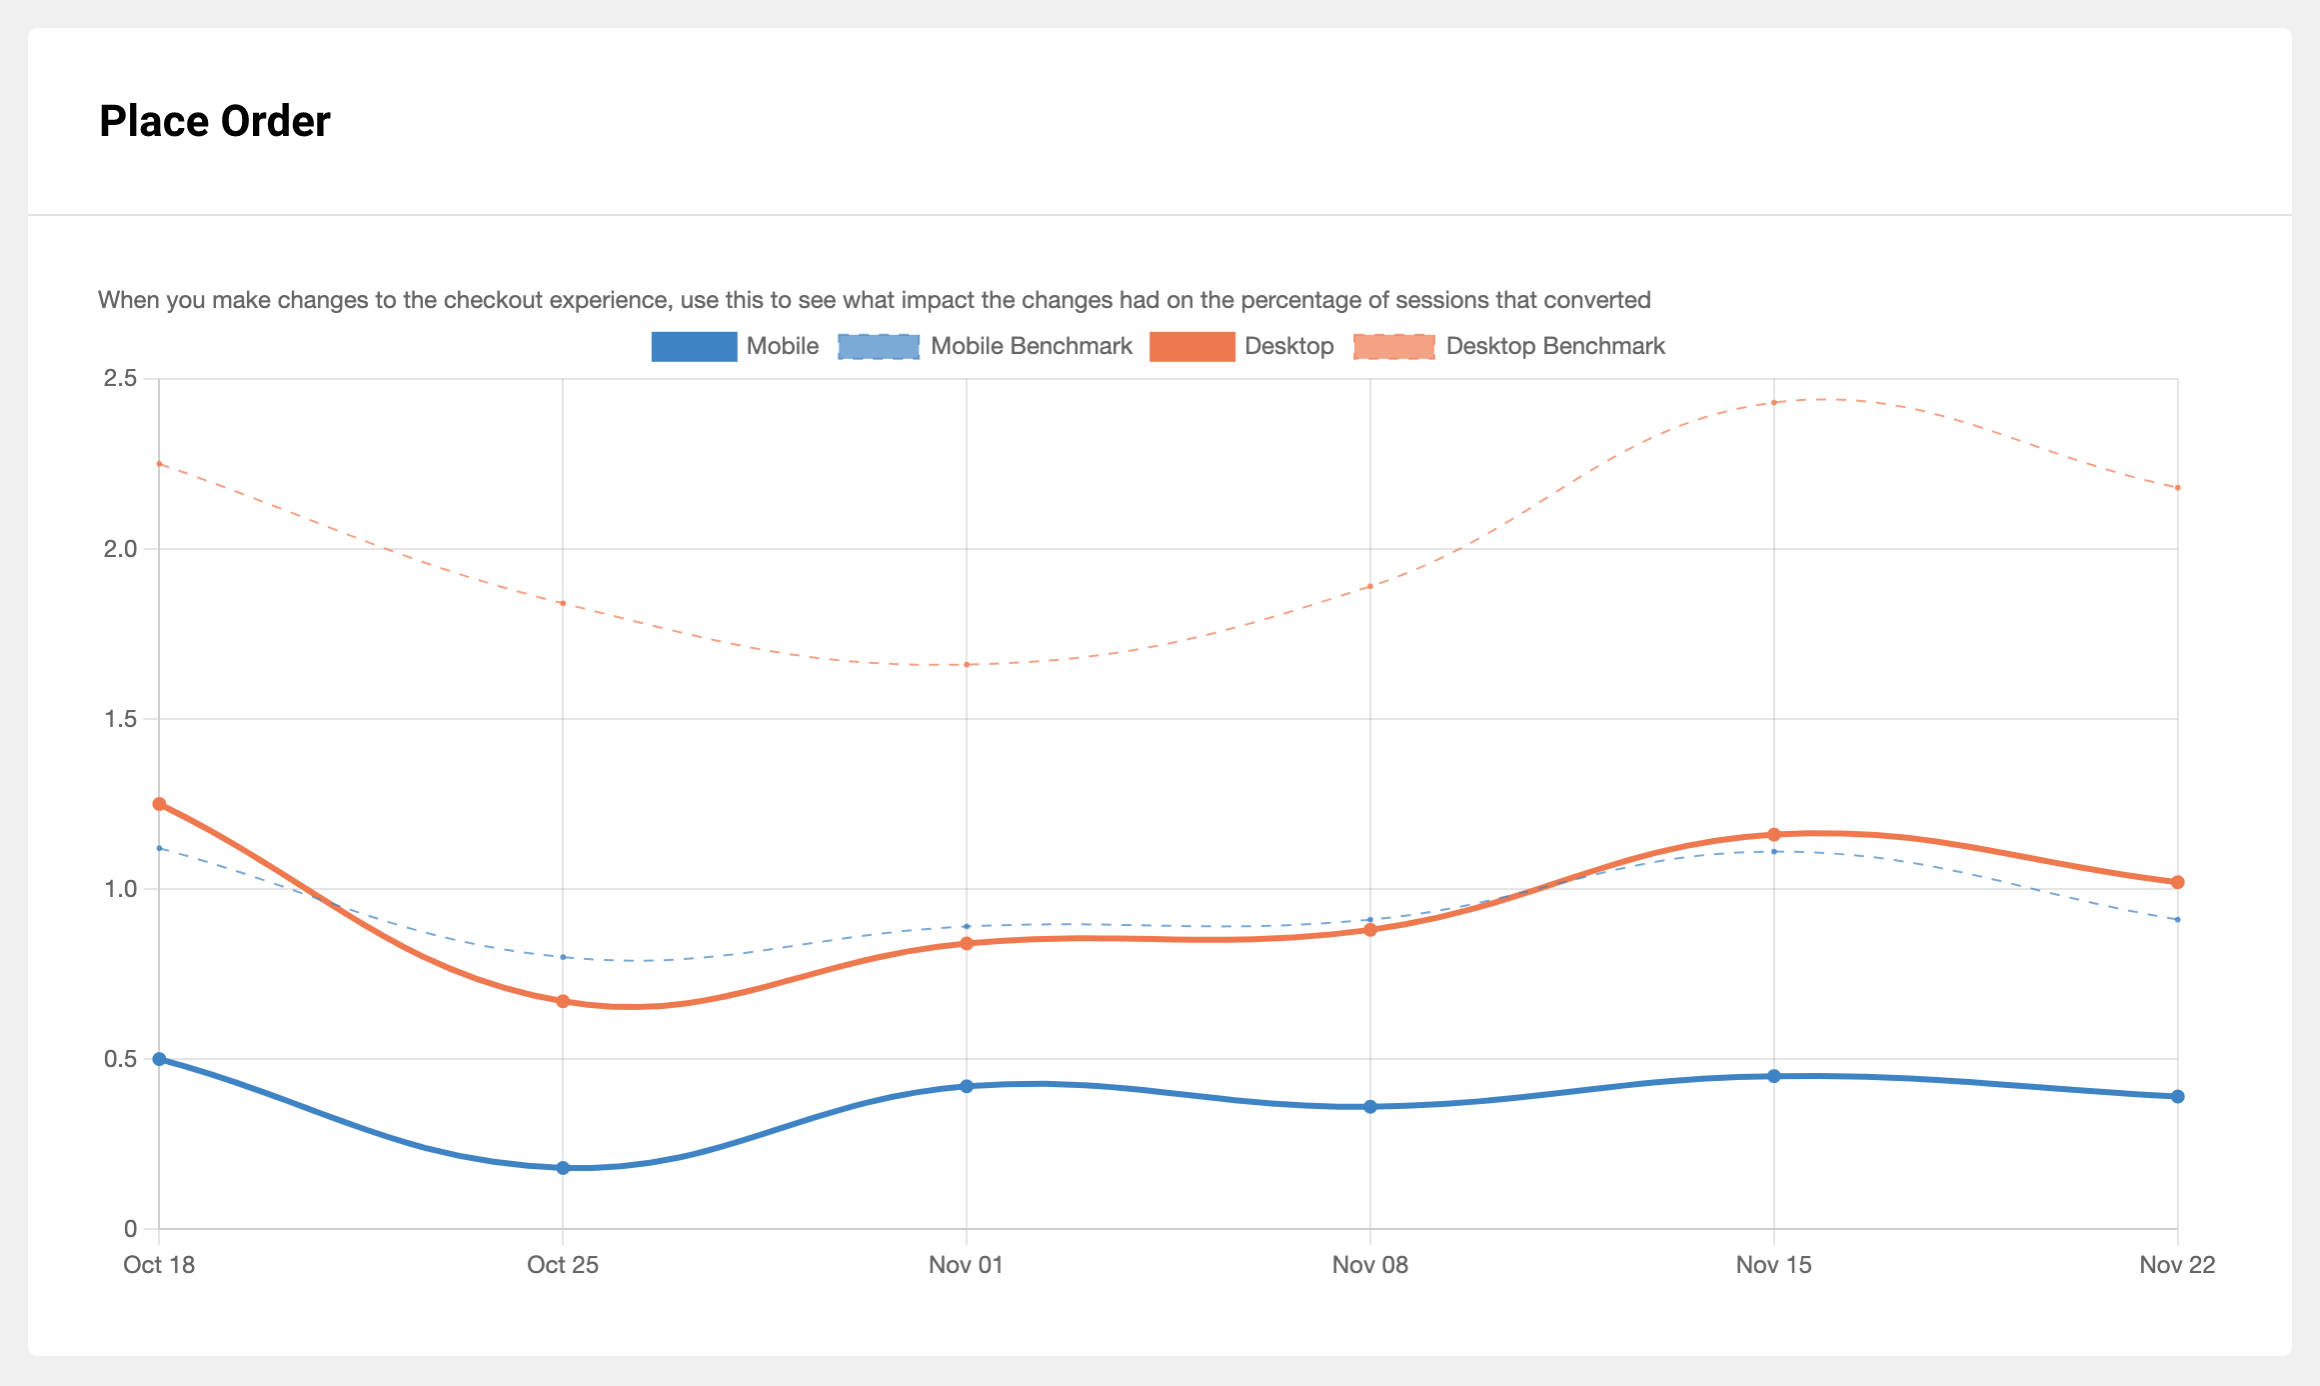 Place Order
When you make changes to the checkout experience, use this to see what impact the changes had on the percentage of sessions that converted
Mobile Mobile Benchmark Desktop Desktop Benchmark
2.5
2.0
1.5
1.0
0.5
0
Oct 18 Oct 25 Nov 01 Nov 08 Nov 15 Nov 22